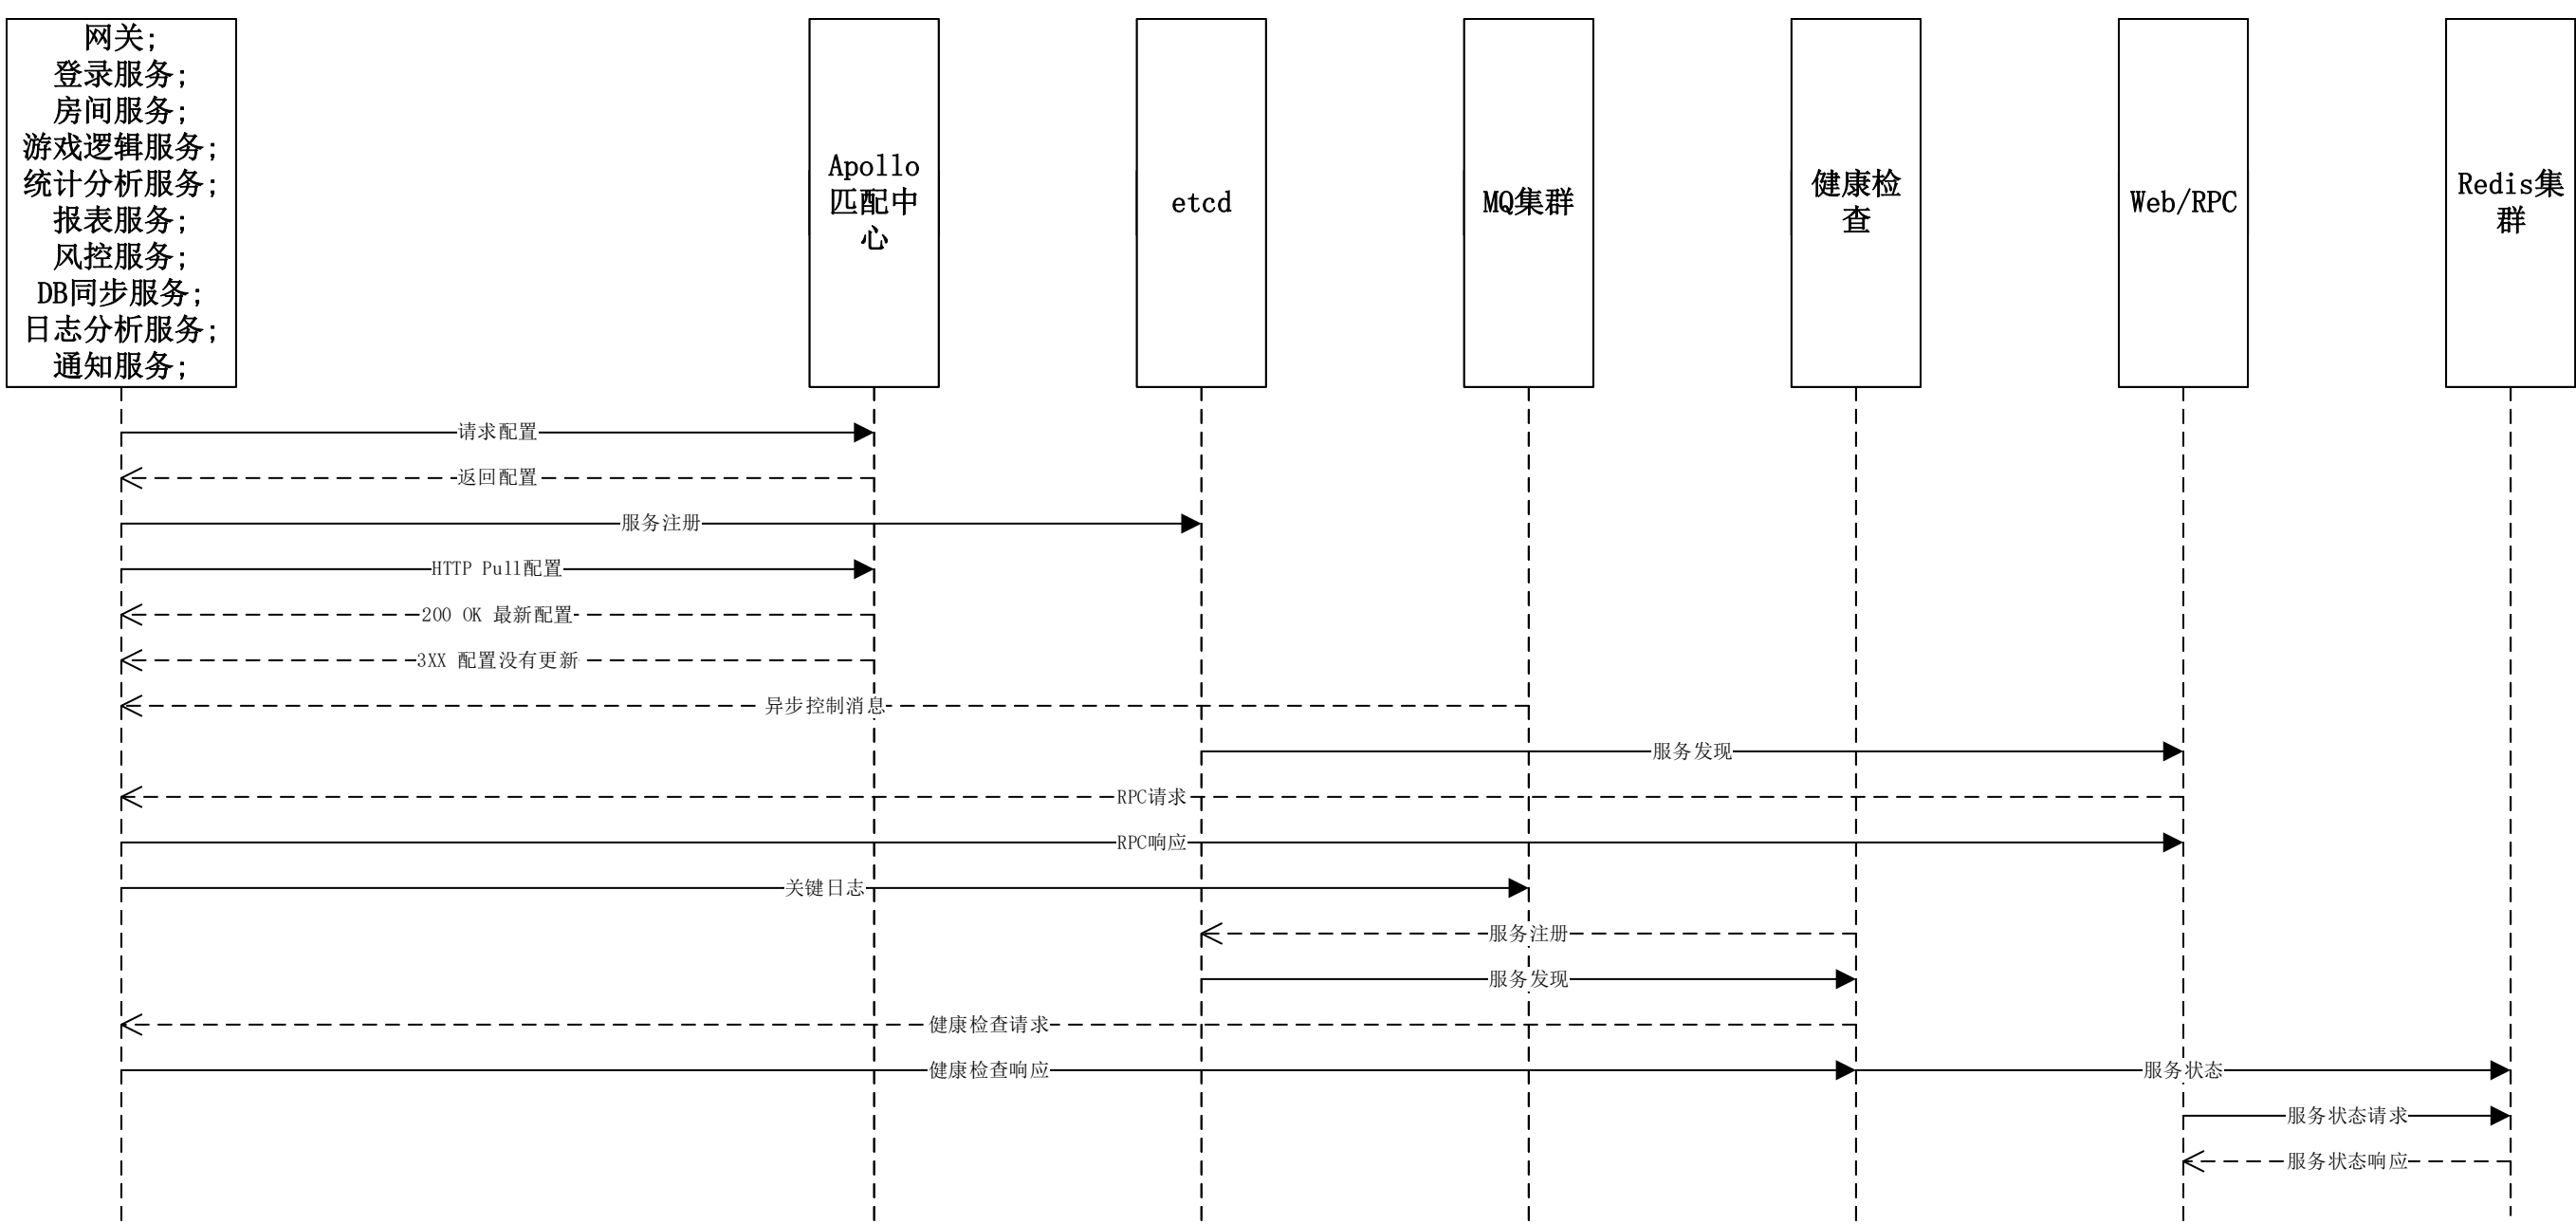 网关;
登录服务;
房间服务;
游戏逻辑服务;
统计分析服务;
报表服务;
风控服务;
DB同步服务;
日志分析服务;
通知服务;
Apollo
匹配中
心
etcd
MQ集群
健康检
查
Web/RPC
Redis集
群
请求配置
返回配置
服务注册
HTTP Pull配置
200 OK 最新配置
3XX 配置没有更新
异步控制消息
服务发现
RPC请求
RPC响应
关键日志
服务注册
服务发现
健康检查请求
健康检查响应
服务状态
服务状态请求
服务状态响应